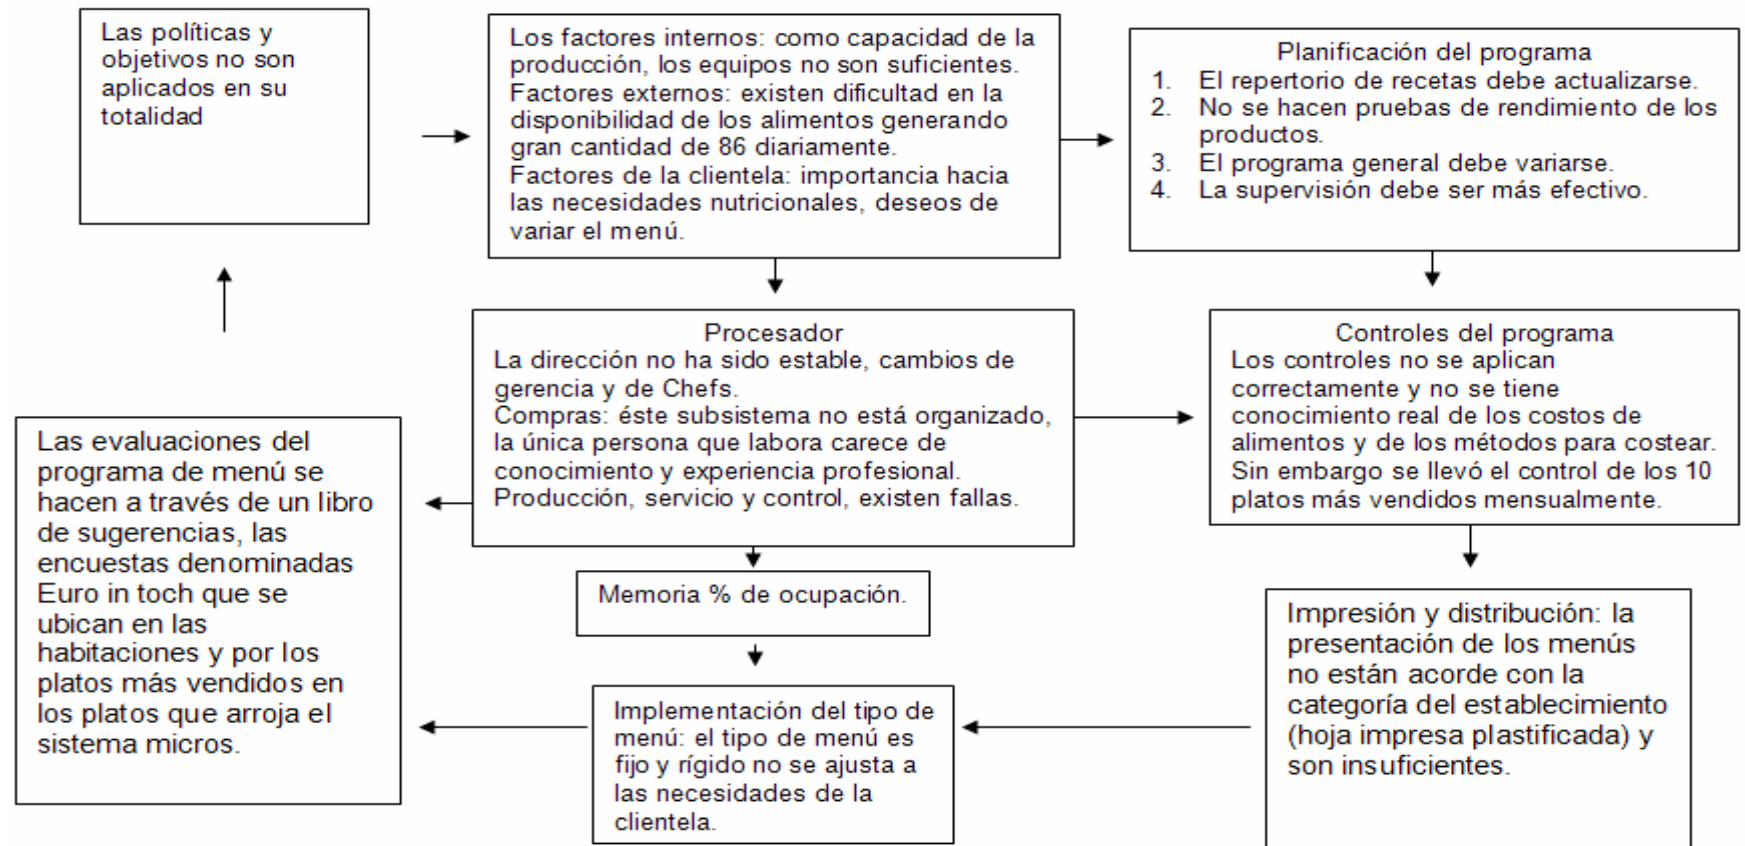 Las políticas y
objetivos no son
aplicados en su
totalidad
Los factores internos: como capacidad de la
producción, los equipos no son suficientes.
Factores externos: existen dificultad en la
disponibilidad de los alimentos generando
gran cantidad de 86 diariamente.
Factores de la clientela: importancia hacia
las necesidades nutricionales, deseos de
variar el menú.
Planificación del programa
1. El repertorio de recetas debe actualizarse.
2. No se hacen pruebas de rendimiento de los
productos.
3. El programa general debe variarse.
4. La supervisión debe ser más efectivo.
Procesador
La dirección no ha sido estable, cambios de
gerencia y de Chefs.
Compras: éste subsistema no está organizado,
la única persona que labora carece de
conocimiento y experiencia profesional.
Producción, servicio y control, existen fallas.
Controles del programa
Los controles no se aplican
correctamente y no se tiene
conocimiento real de los costos de
alimentos y de los métodos para costear.
Sin embargo se llevó el control de los 10
platos más vendidos mensualmente.
Las evaluaciones del
programa de menú se
hacen a través de un libro
de sugerencias, las
encuestas denominadas
Euro in toch que se
ubican en las
habitaciones y por los
platos más vendidos en
los platos que arroja el
sistema micros.
Memoria % de ocupación.
Implementación del tipo de
menú: el tipo de menú es
fijo y rígido no se ajusta a
las necesidades de la
clientela.
Impresión y distribución: la
presentación de los menús
no están acorde con la
categoría del establecimiento
(hoja impresa plastificada) y
son insuficientes.